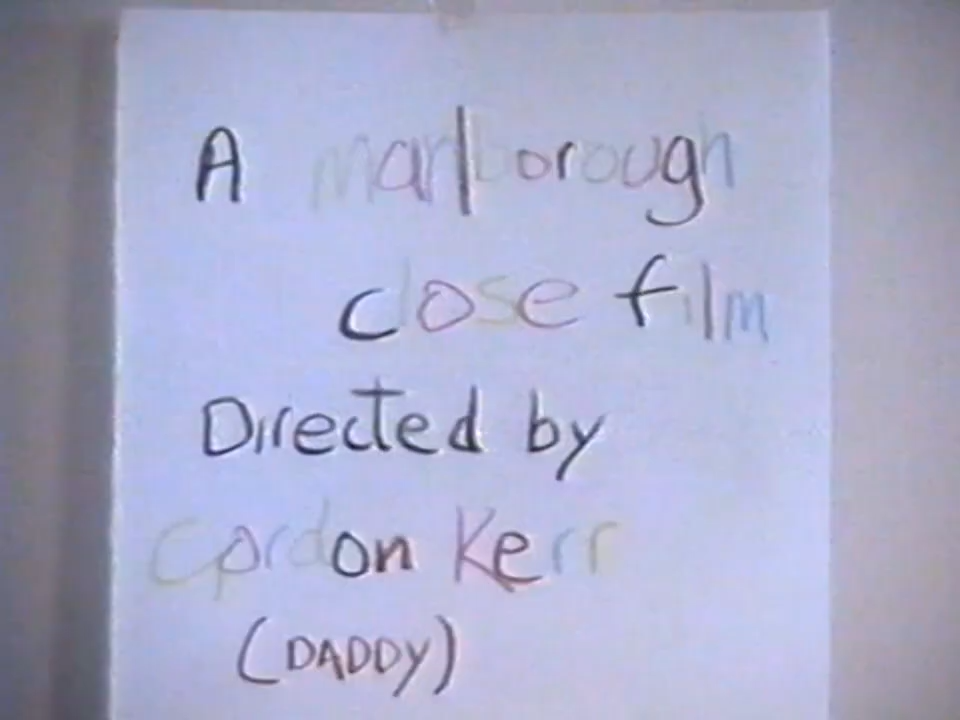 A marlborough
close film
Directed by
Gordon Kerr
(DADDY)